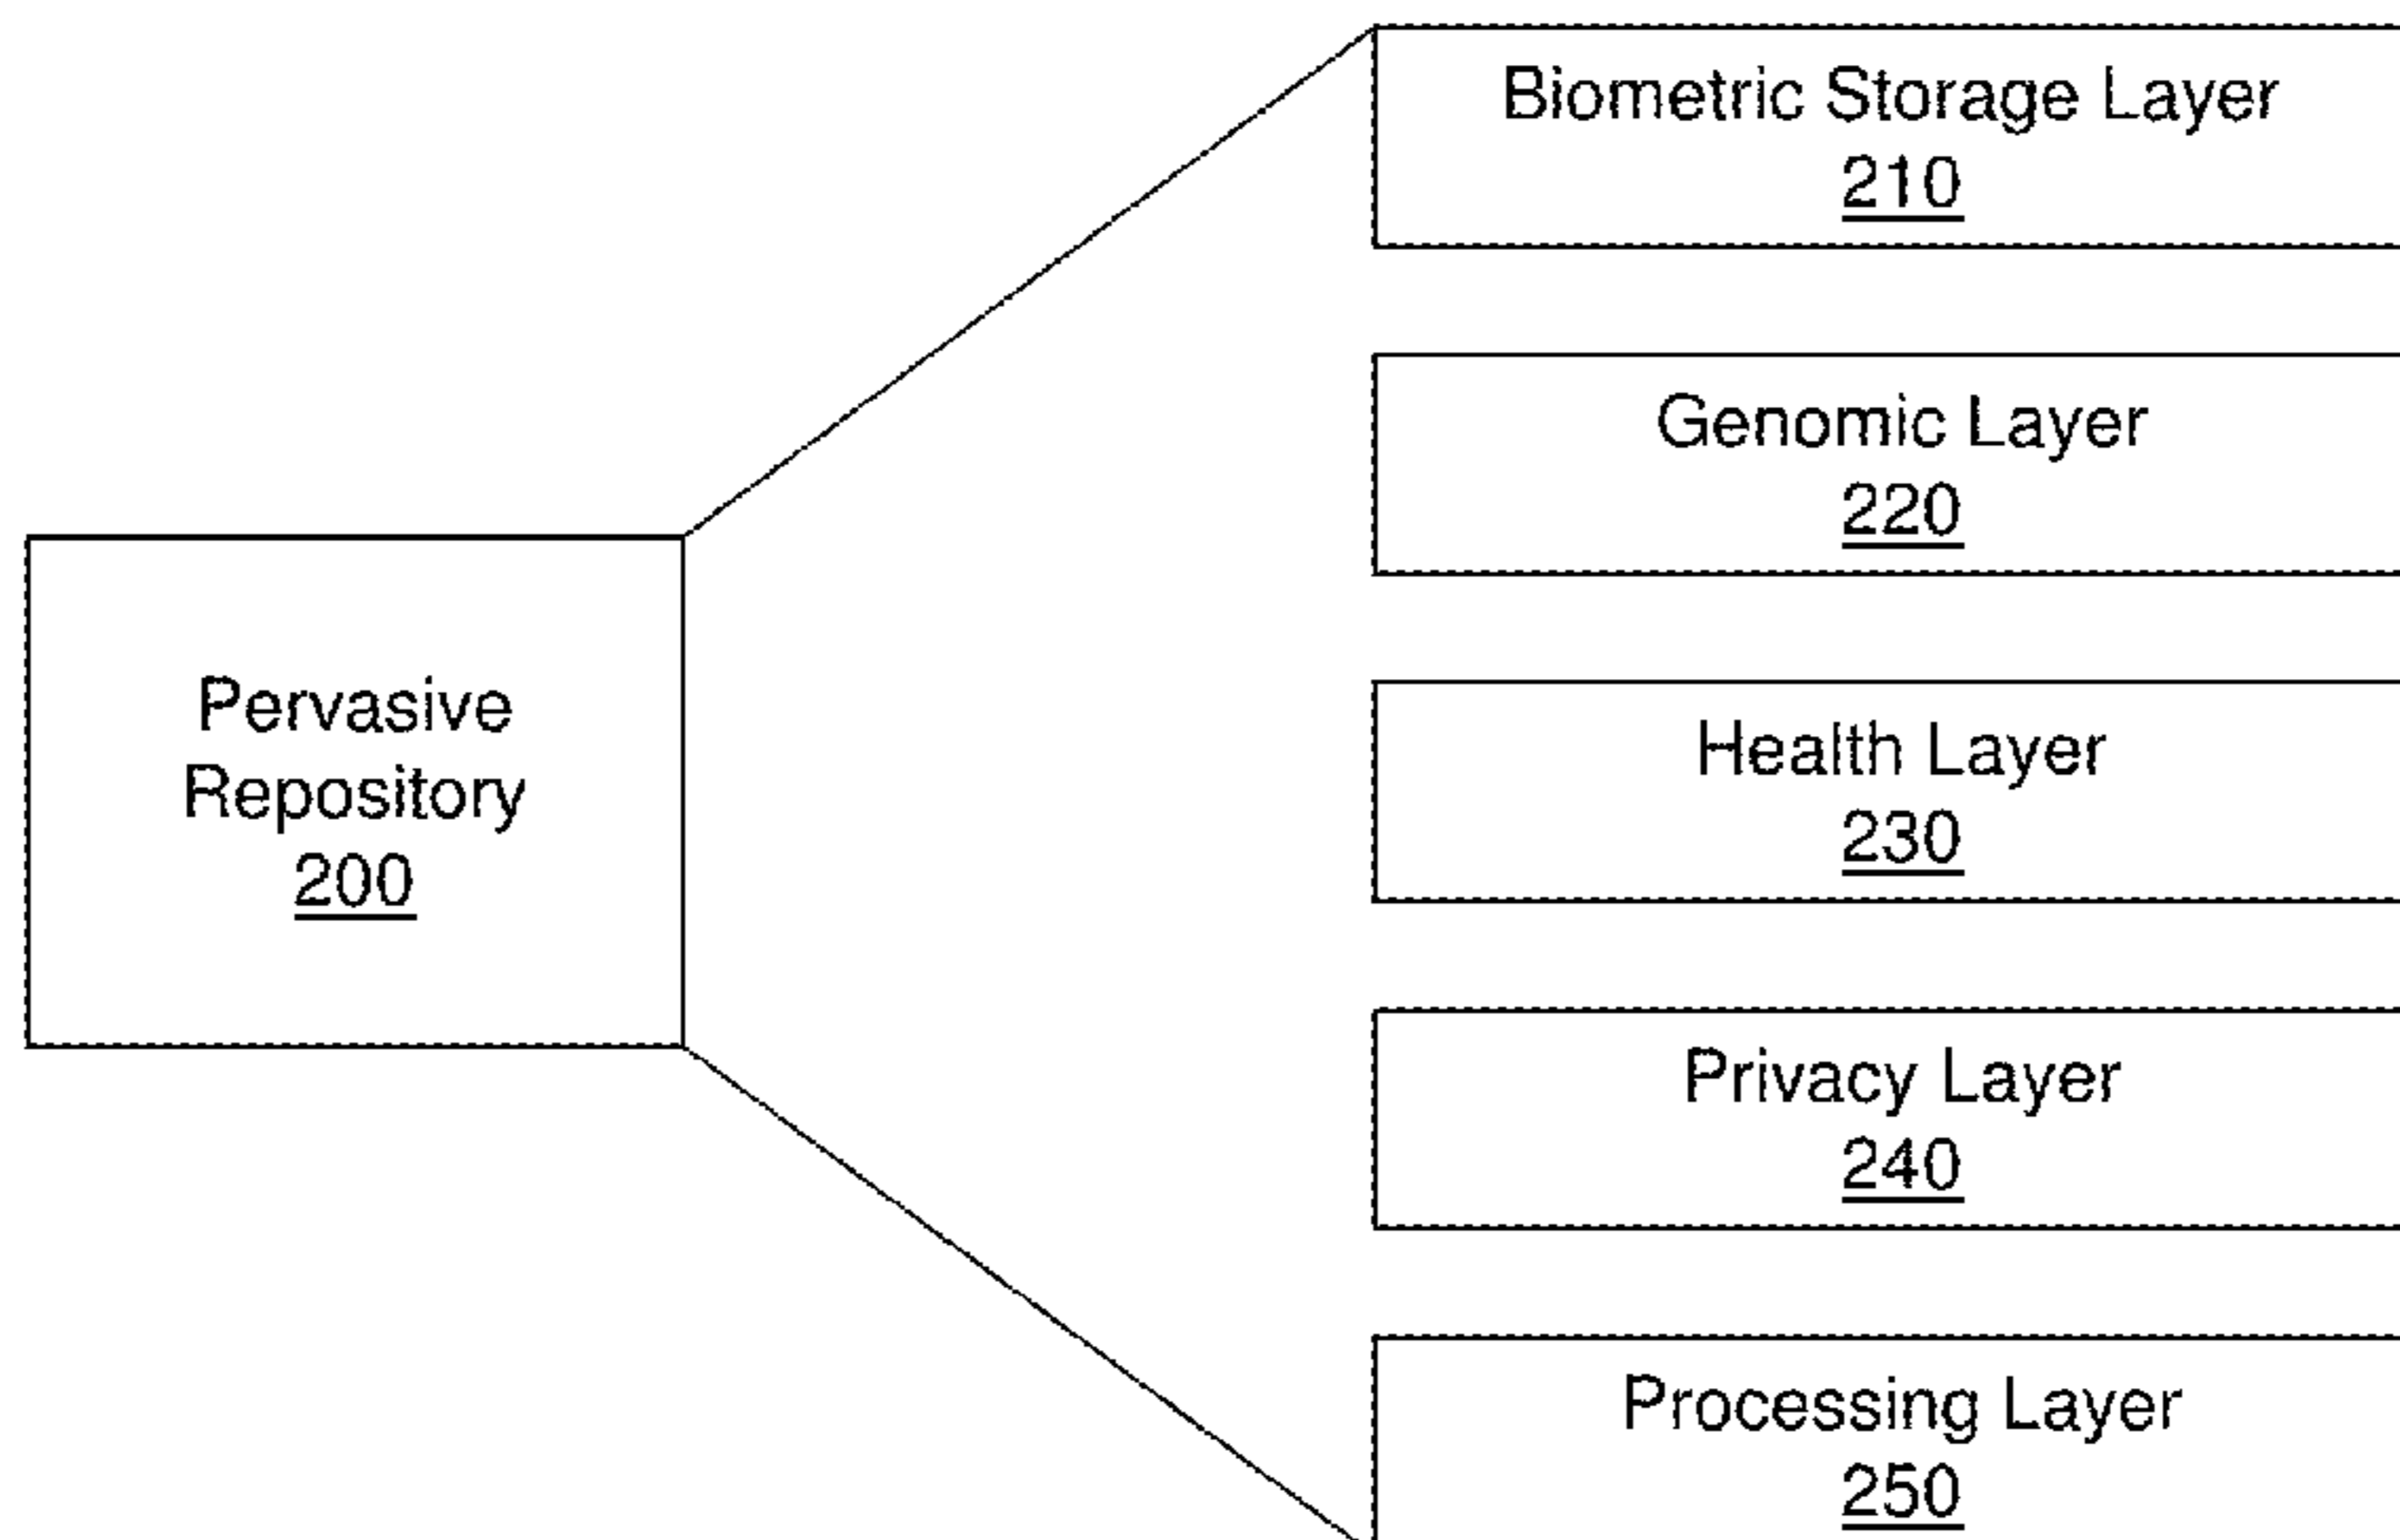 Pervasive
Repository
200
Biometric Storage Layer
210
Genomic Layer
220
Health Layer
230
Privacy Layer
240
Processing Layer
250